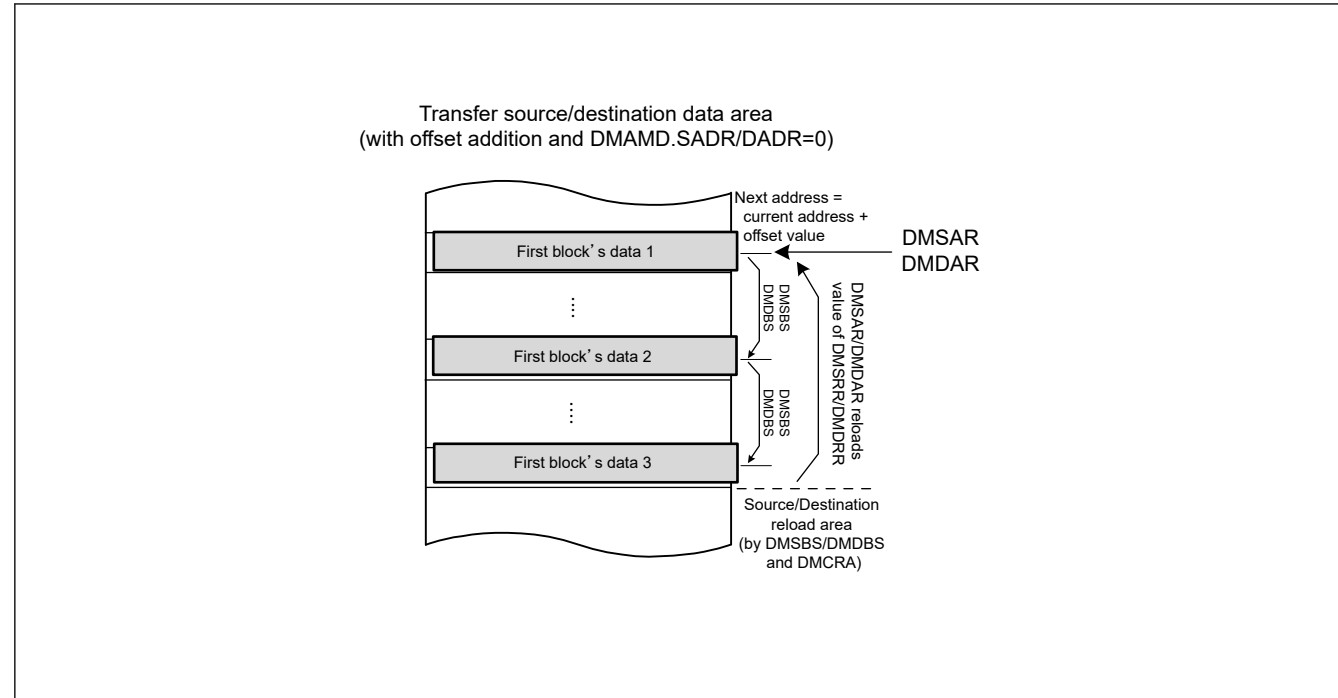 Transfer source/destination data area
(with offset addition and DMAMD.SADR/DADR=0)
Next address =
current address +
offset value
DMSAR
DMDAR
First block’s data 1
DMSBS
DMDBS
DMSAR/DMDAR reloads
value of DMSRR/DMDRR
First block’s data 2
DMSBS
DMDBS
First block’s data 3
Source/Destination
reload area
(by DMSBS/DMDBS
and DMCRA)